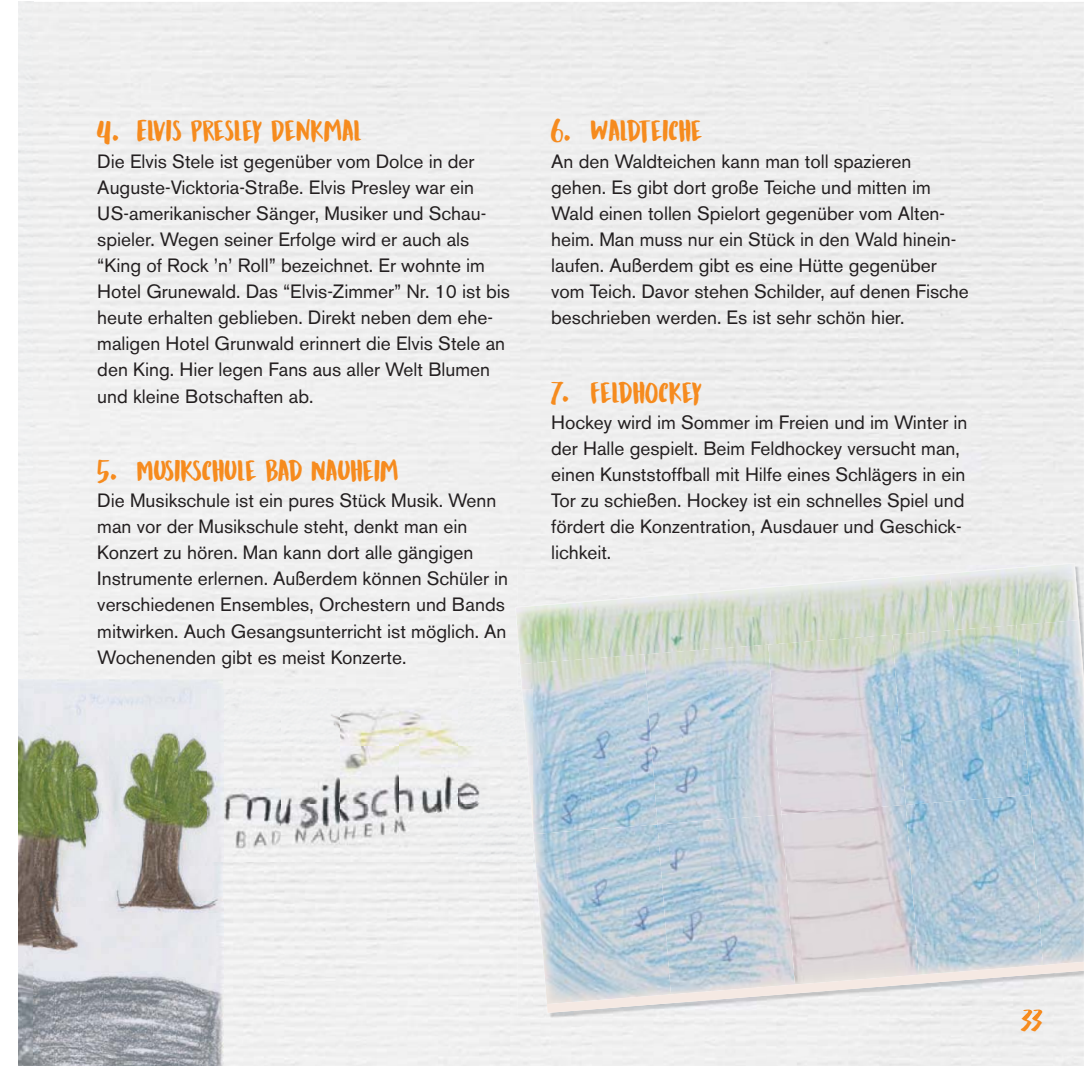 4. ELVIS PRESLEY DENKMAL
Die Elvis Stele ist gegenüber vom Dolce in der
Auguste-Vicktoria-Straße. Elvis Presley war ein
US-amerikanischer Sänger, Musiker und Schau-
spieler. Wegen seiner Erfolge wird er auch als
“King of Rock ’n’ Roll” bezeichnet. Er wohnte im
Hotel Grunewald. Das “Elvis-Zimmer” Nr. 10 ist bis
heute erhalten geblieben. Direkt neben dem ehe-
maligen Hotel Grunwald erinnert die Elvis Stele an
den King. Hier legen Fans aus aller Welt Blumen
und kleine Botschaften ab.
5. MUSIKSCHULE BAD NAUHEIM
Die Musikschule ist ein pures Stück Musik. Wenn
man vor der Musikschule steht, denkt man ein
Konzert zu hören. Man kann dort alle gängigen
Instrumente erlernen. Außerdem können Schüler in
verschiedenen Ensembles, Orchestern und Bands
mitwirken. Auch Gesangsunterricht ist möglich. An
Wochenenden gibt es meist Konzerte.
musikschule
BAD NAUHEIM
6. WALDTEICHE
An den Waldteichen kann man toll spazieren
gehen. Es gibt dort große Teiche und mitten im
Wald einen tollen Spielort gegenüber vom Alten-
heim. Man muss nur ein Stück in den Wald hinein-
laufen. Außerdem gibt es eine Hütte gegenüber
vom Teich. Davor stehen Schilder, auf denen Fische
beschrieben werden. Es ist sehr schön hier.
7. FELDHOCKEY
Hockey wird im Sommer im Freien und im Winter in
der Halle gespielt. Beim Feldhockey versucht man,
einen Kunststoffball mit Hilfe eines Schlägers in ein
Tor zu schießen. Hockey ist ein schnelles Spiel und
fördert die Konzentration, Ausdauer und Geschick-
lichkeit.
33